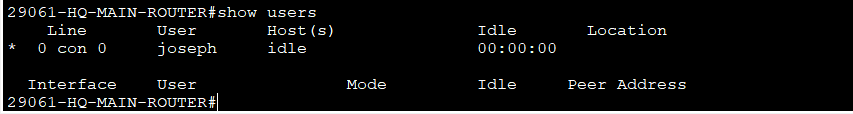 29061-HQ-MAIN-ROUTER#show users
    Line       User       Host(s)              Idle       Location
*  0 con 0     joseph     idle                 00:00:00

  Interface    User               Mode         Idle     Peer Address
29061-HQ-MAIN-ROUTER#